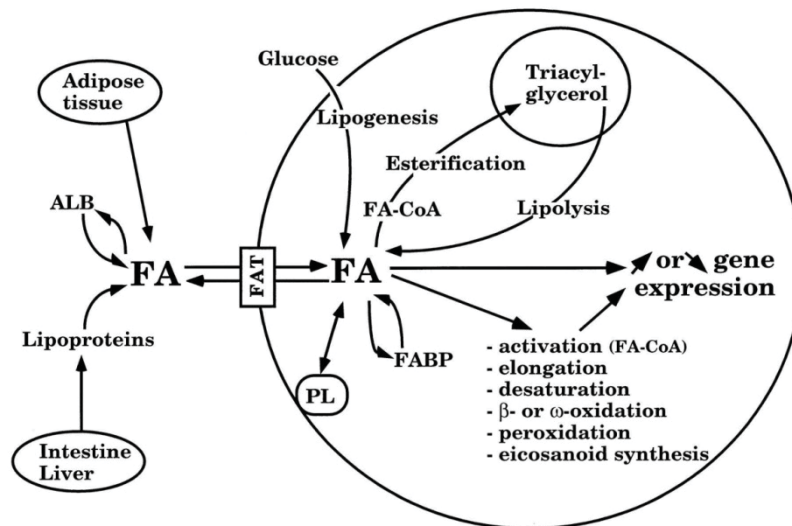 Adipose
tissue
ALB
FA
Lipoproteins
Intestine
Liver
FAT
Glucose
Lipogenesis
Triacyl-
glycerol
Esterification
FA-CoA
Lipolysis
FA
FABP
PL
or gene
expression
- activation (FA-CoA)
- elongation
- desaturation
- β- or ω-oxidation
- peroxidation
- eicosanoid synthesis